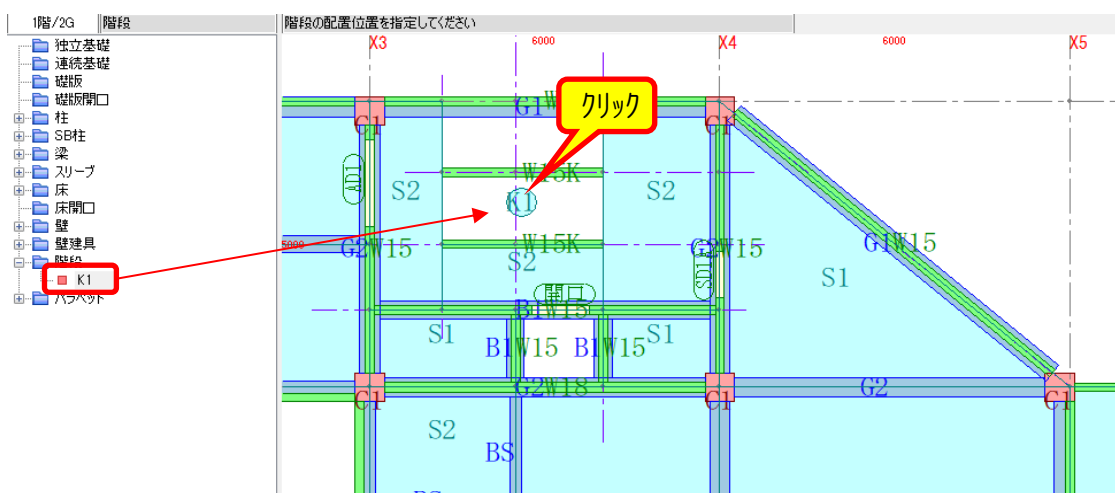 1階/2G 階段 階段の配置位置を指定してください
独立基礎
連続基礎
礎版
礎版開口
柱
SB柱
梁
スリーブ
床
床開口
壁
壁建具
階段
K1
パラペット
X3 6000 X4 6000 X5
G1W
クリック
C1 C1
W15K
AD1 S2 K1 S2
5000 G2W15 W15K G2W15 G1W15
S2 SD1 S1
開口
B1W15
S1 B1W15 B1W15 S1
G2W18 G2
C1 C1 C1
S2
BS
BS